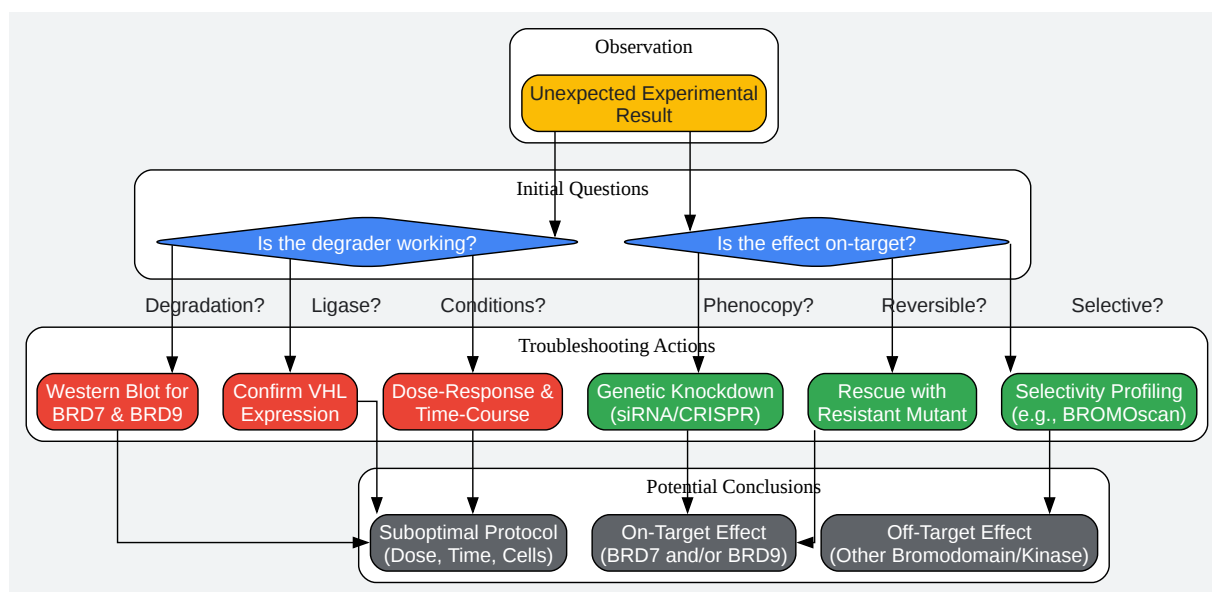 Observation
Unexpected Experimental
Result
Initial Questions
Is the degrader working?
Is the effect on-target?
Degradation?
Ligase?
Conditions?
Phenocopy?
Reversible?
Selective?
Troubleshooting Actions
Western Blot for
BRD7 & BRD9
Confirm VHL
Expression
Dose-Response &
Time-Course
Genetic Knockdown
(siRNA/CRISPR)
Rescue with
Resistant Mutant
Selectivity Profiling
(e.g., BROMOscan)
Potential Conclusions
Suboptimal Protocol
(Dose, Time, Cells)
On-Target Effect
(BRD7 and/or BRD9)
Off-Target Effect
(Other Bromodomain/Kinase)